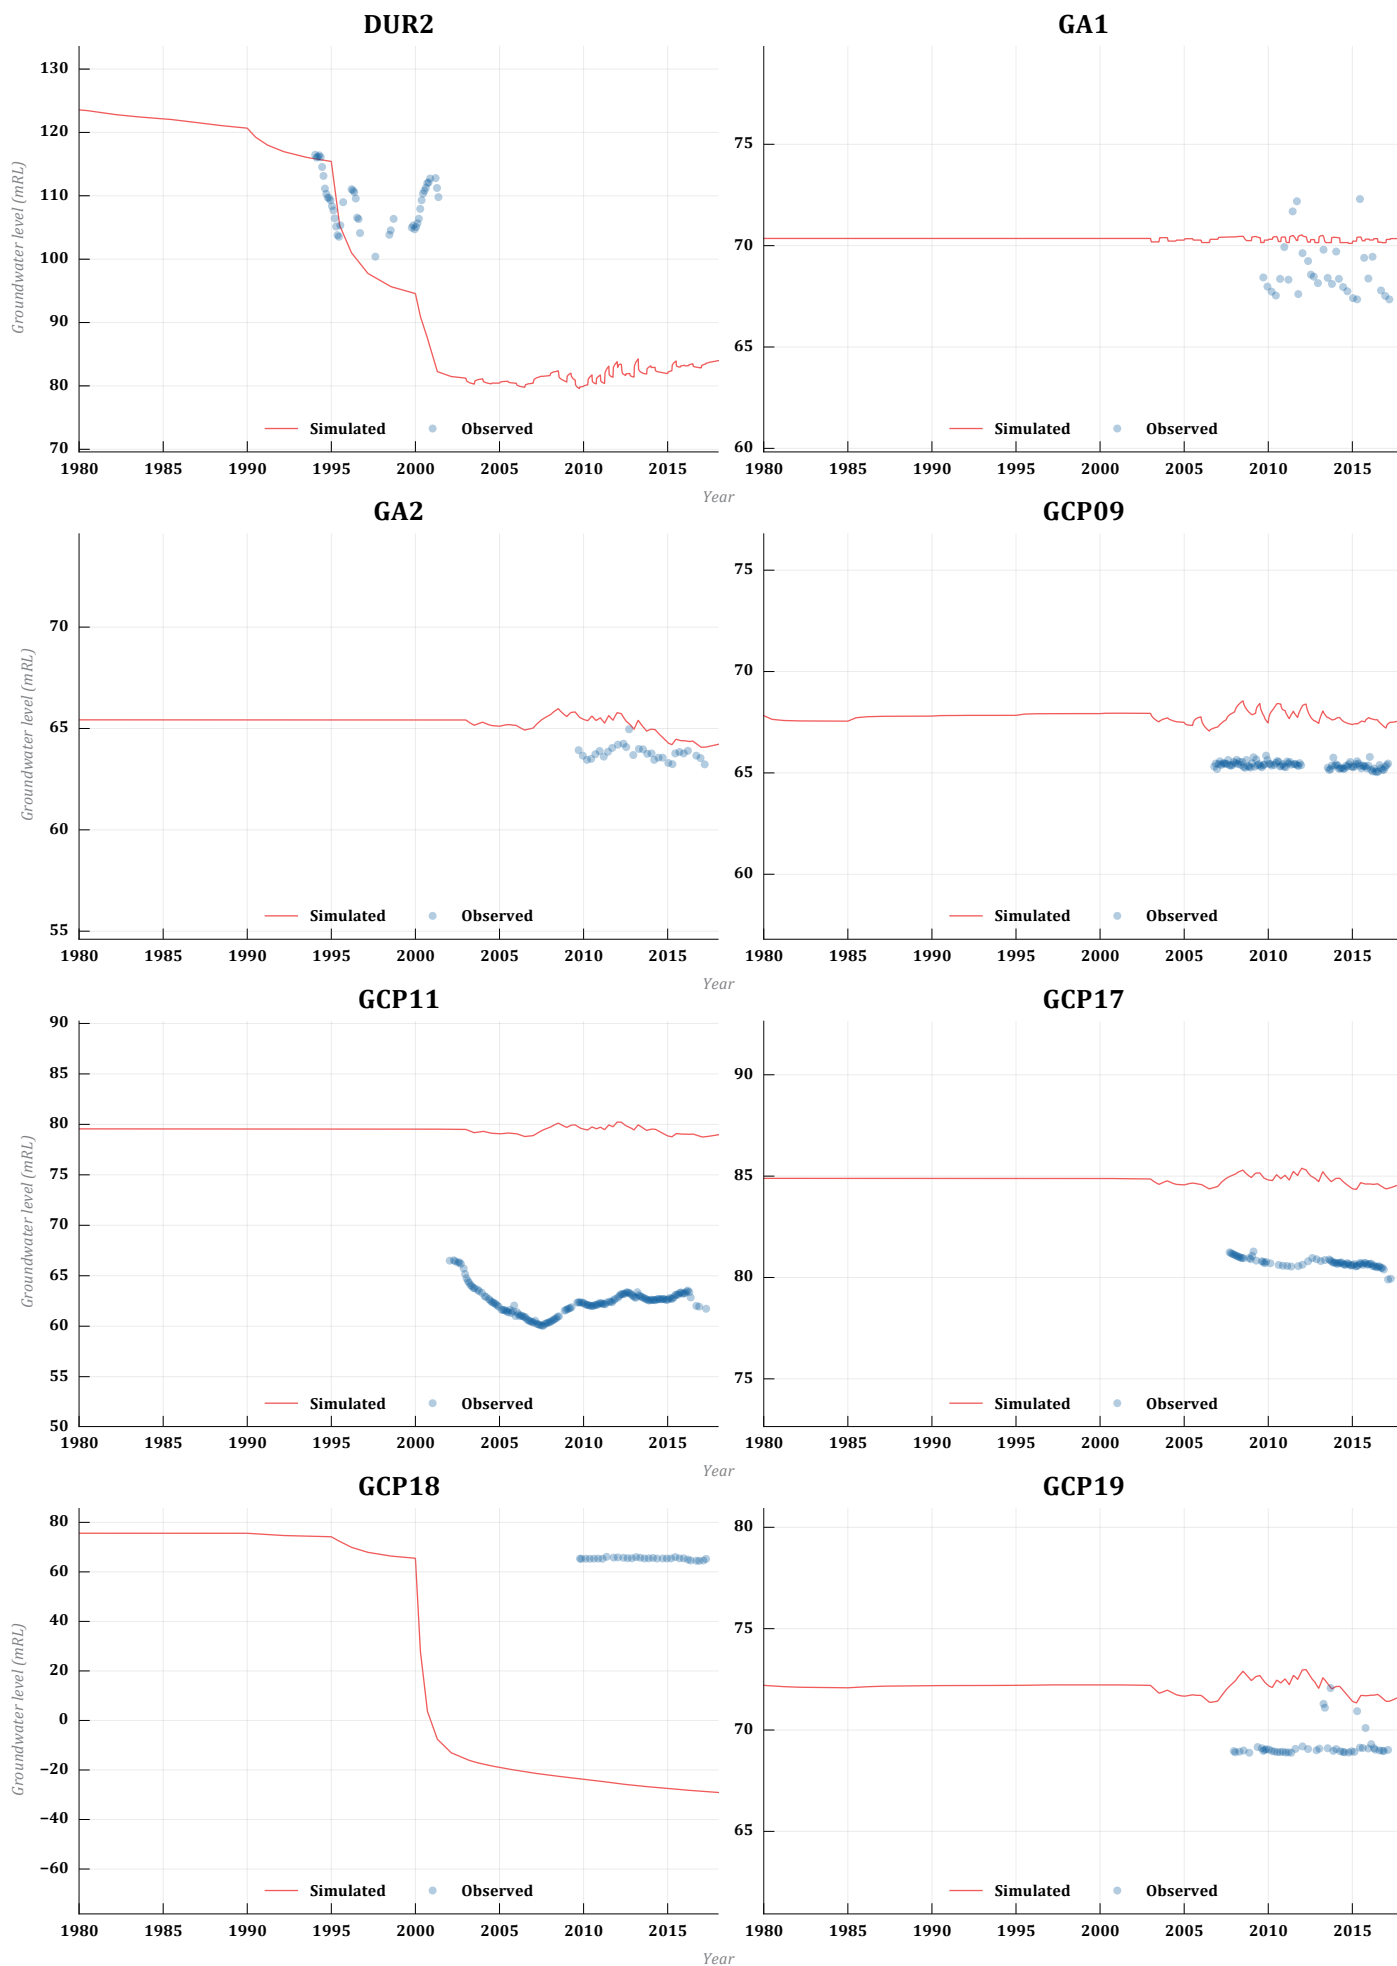 DUR2
GA1
130
120
110
100
90
80
70
Groundwater level (mRL)
75
70
65
60
Simulated Observed
Simulated Observed
1980 1985 1990 1995 2000 2005 2010 2015
1980 1985 1990 1995 2000 2005 2010 2015
Year
GA2
GCP09
70
65
60
55
Groundwater level (mRL)
75
70
65
60
Simulated Observed
Simulated Observed
1980 1985 1990 1995 2000 2005 2010 2015
1980 1985 1990 1995 2000 2005 2010 2015
Year
GCP11
GCP17
90
85
80
75
70
65
60
55
50
Groundwater level (mRL)
90
85
80
75
Simulated Observed
Simulated Observed
1980 1985 1990 1995 2000 2005 2010 2015
1980 1985 1990 1995 2000 2005 2010 2015
Year
GCP18
GCP19
80
60
40
20
0
−20
−40
−60
Groundwater level (mRL)
80
75
70
65
Simulated Observed
Simulated Observed
1980 1985 1990 1995 2000 2005 2010 2015
1980 1985 1990 1995 2000 2005 2010 2015
Year